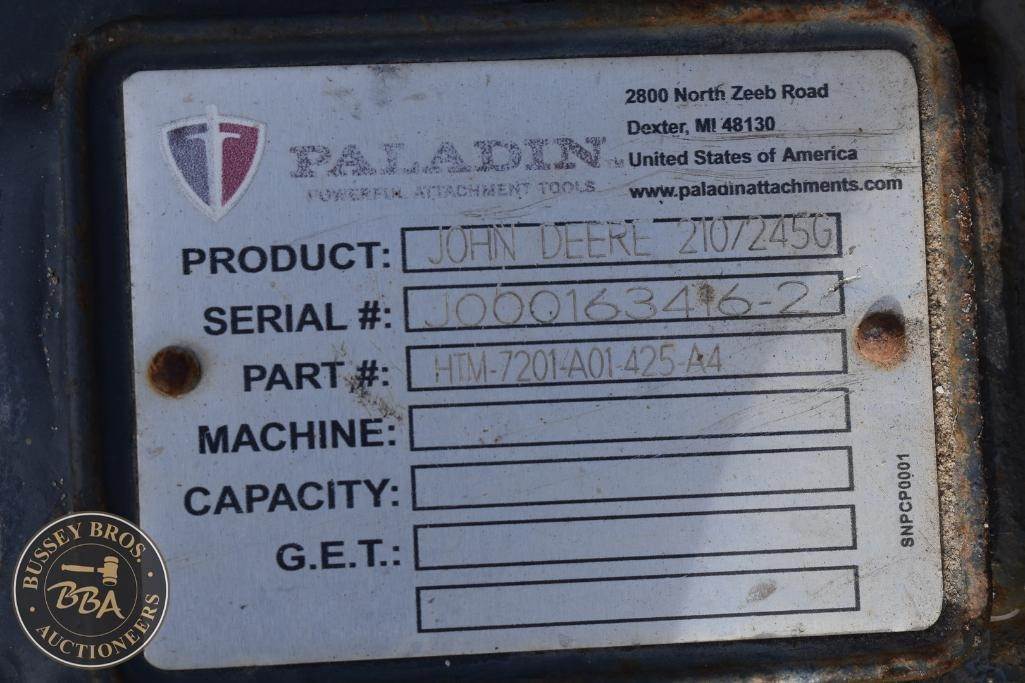 PALADIN
POWERFUL ATTACHMENT TOOLS
2800 North Zeeb Road
Dexter, MI 48130
United States of America
www.paladinattachments.com
PRODUCT: JOHN DEERE 210/245G
SERIAL #: J000163416-2
PART #: HTM-7201-A01-425-A4
MACHINE:
CAPACITY:
G.E.T.:
SNPCP0001
BUSSEY BROS.
BBA
AUCTIONEERS